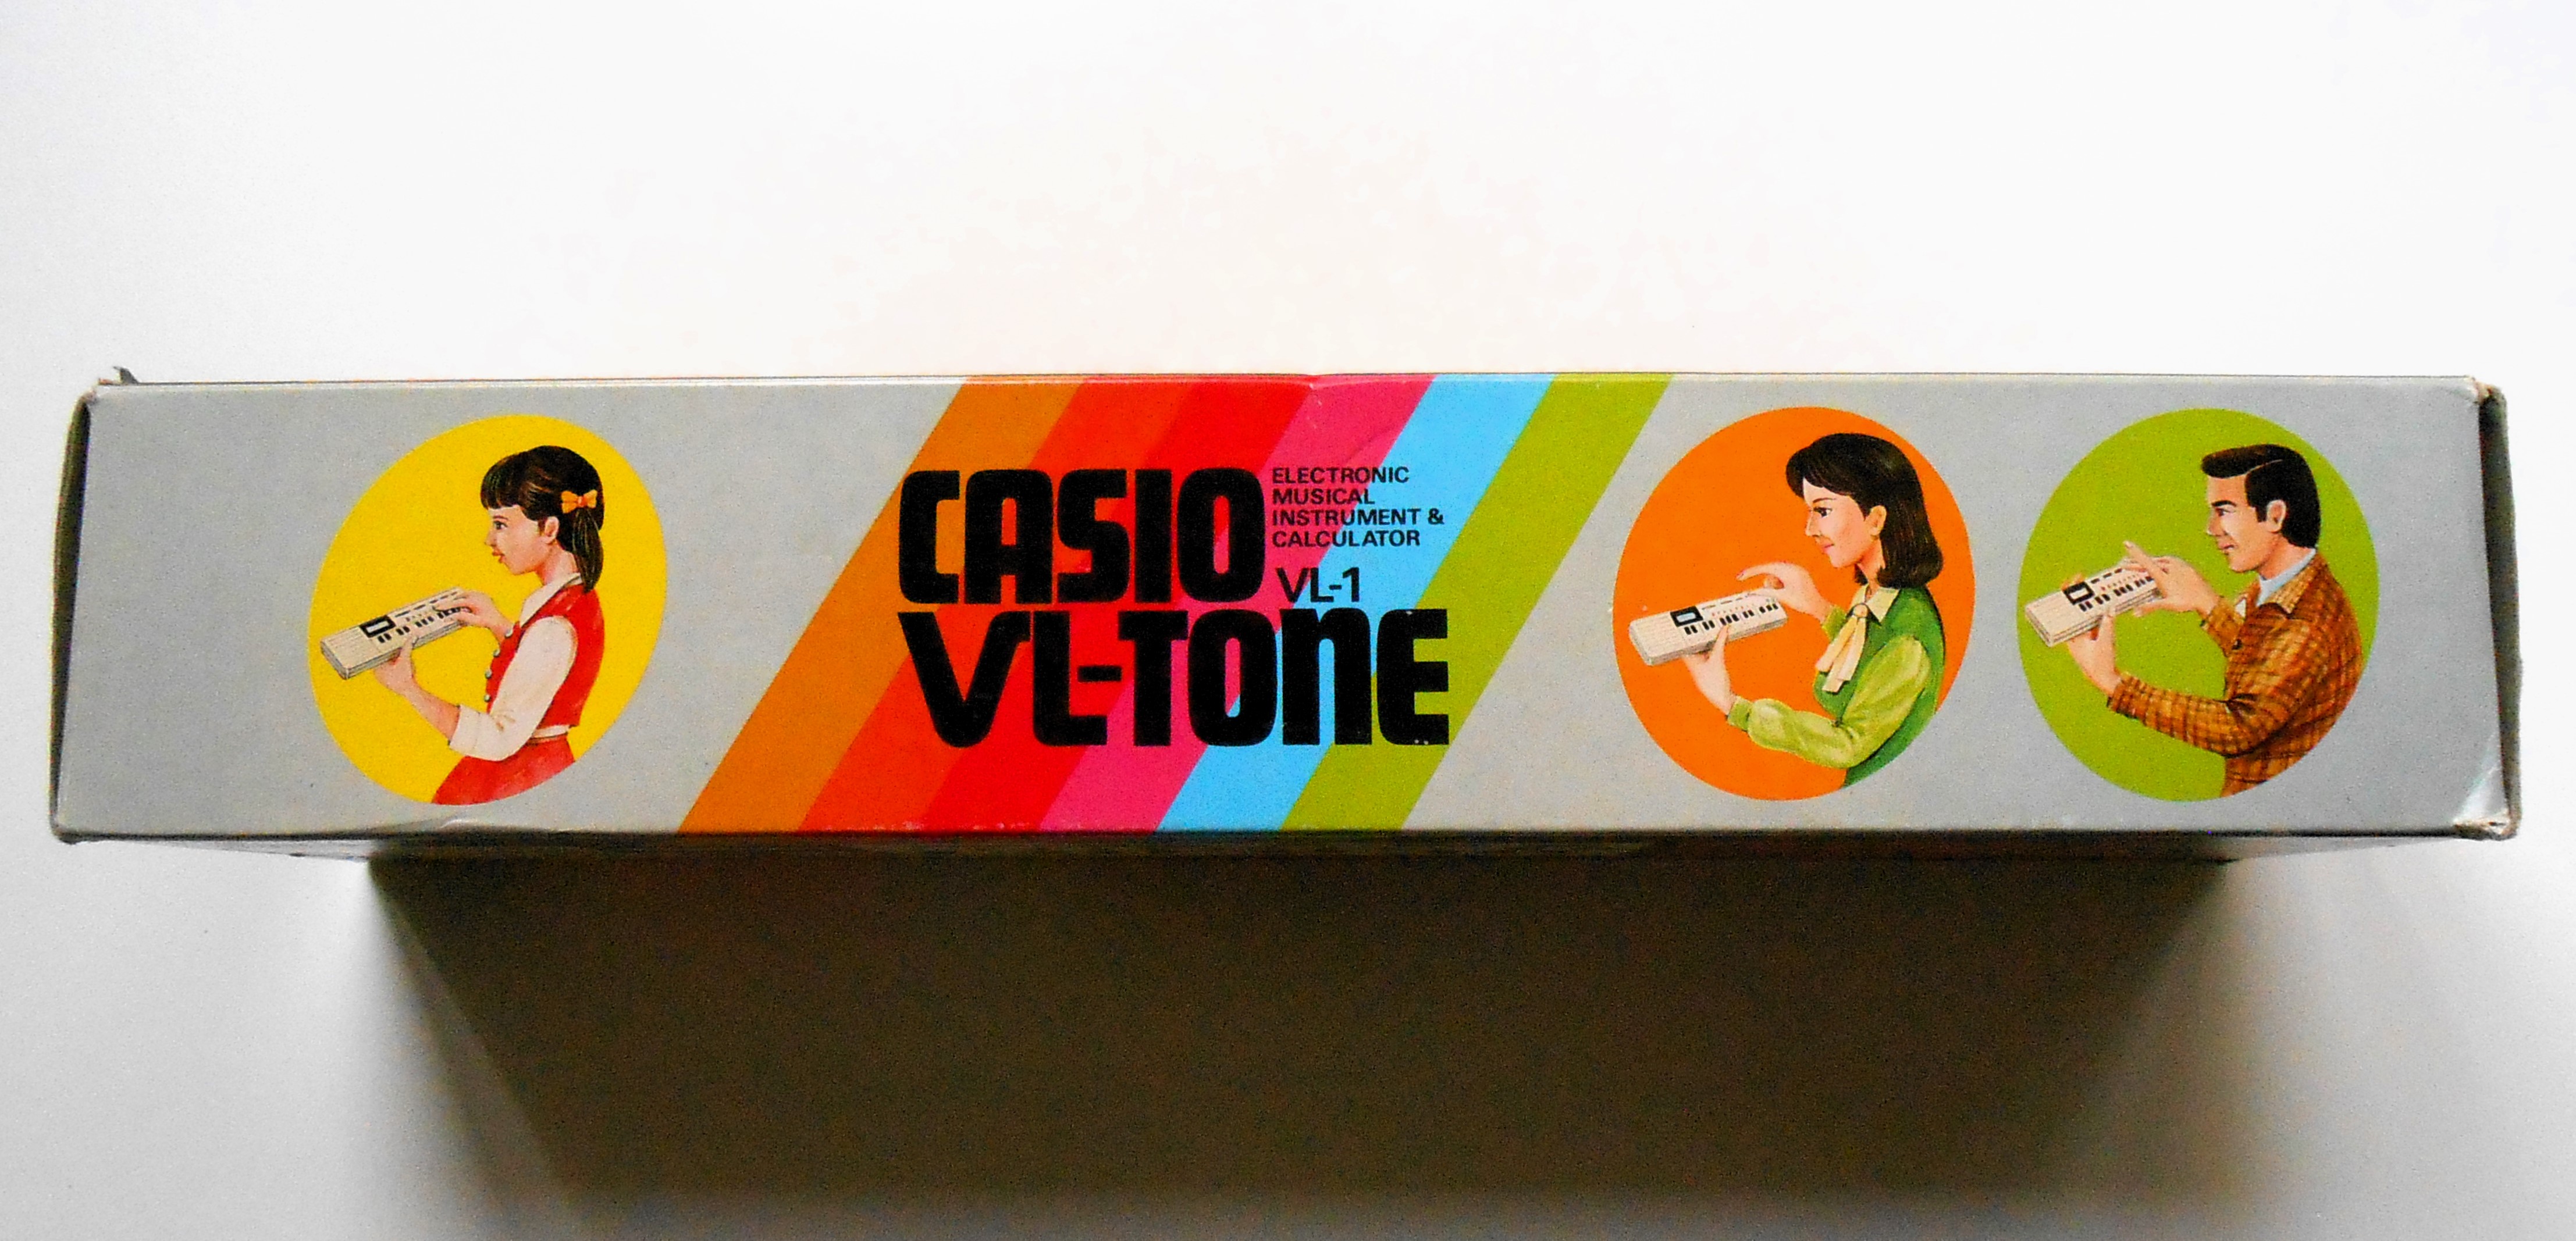 CASIO
ELECTRONIC
MUSICAL
INSTRUMENT &
CALCULATOR
VL-1
VL-TONE